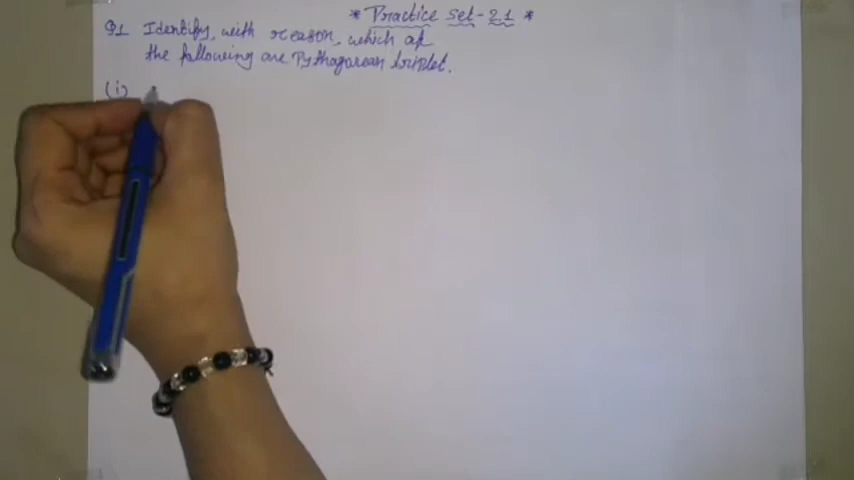 * Practice Set - 2.1 *
Q1 Identify, with reason, which of
the following are Pythagorean triplet.
(i)